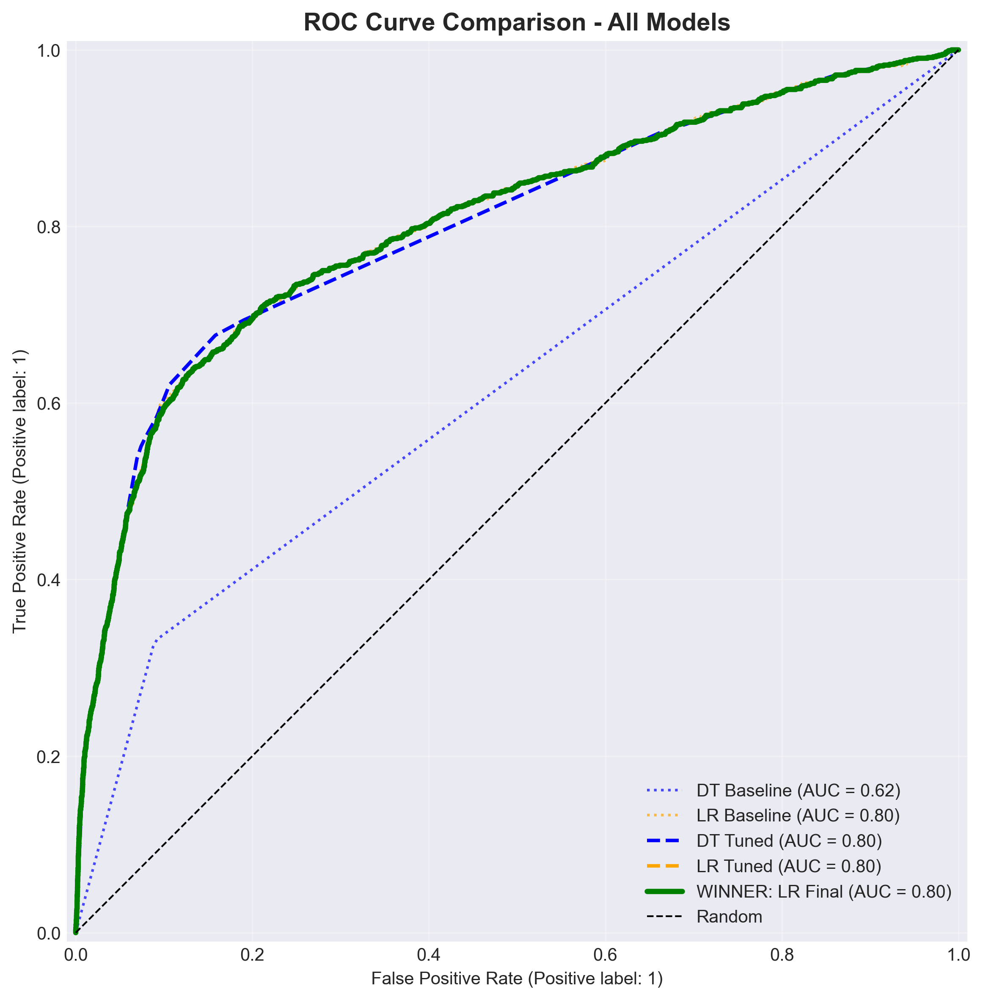 ROC Curve Comparison - All Models
True Positive Rate (Positive label: 1)
1.0
0.8
0.6
0.4
0.2
0.0
0.0 0.2 0.4 0.6 0.8 1.0
False Positive Rate (Positive label: 1)
DT Baseline (AUC = 0.62)
LR Baseline (AUC = 0.80)
DT Tuned (AUC = 0.80)
LR Tuned (AUC = 0.80)
WINNER: LR Final (AUC = 0.80)
Random